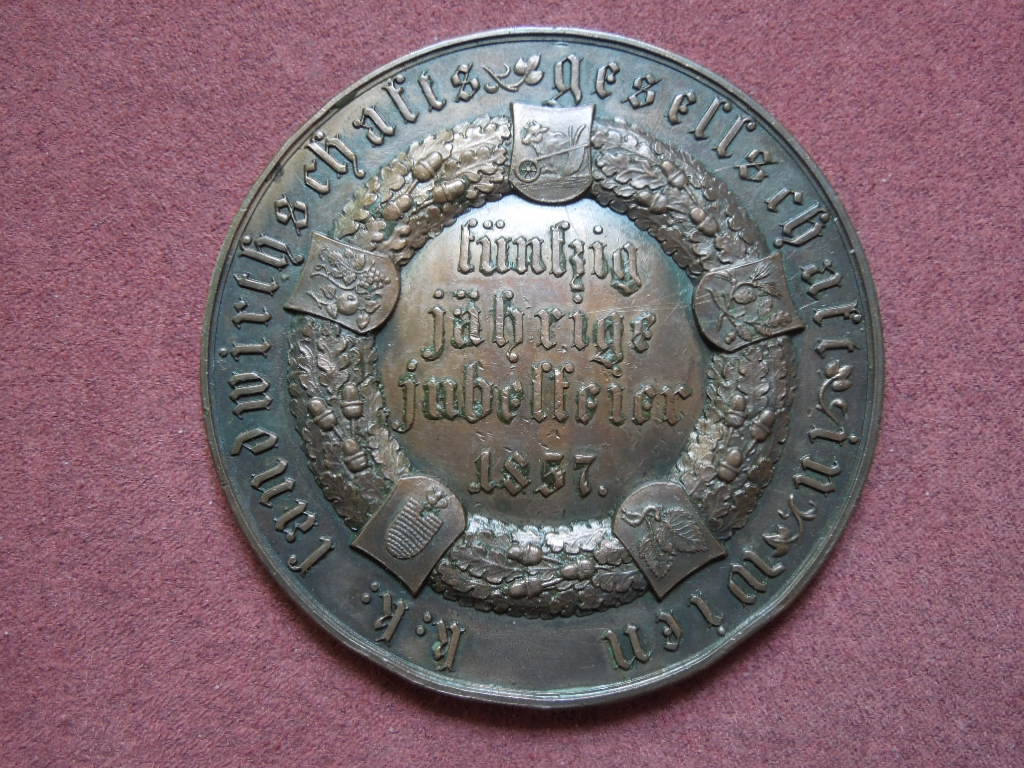 k: k: landwirthschafts gesellschaft in wien
fünfzig
jährige
jubelfeier
1857.